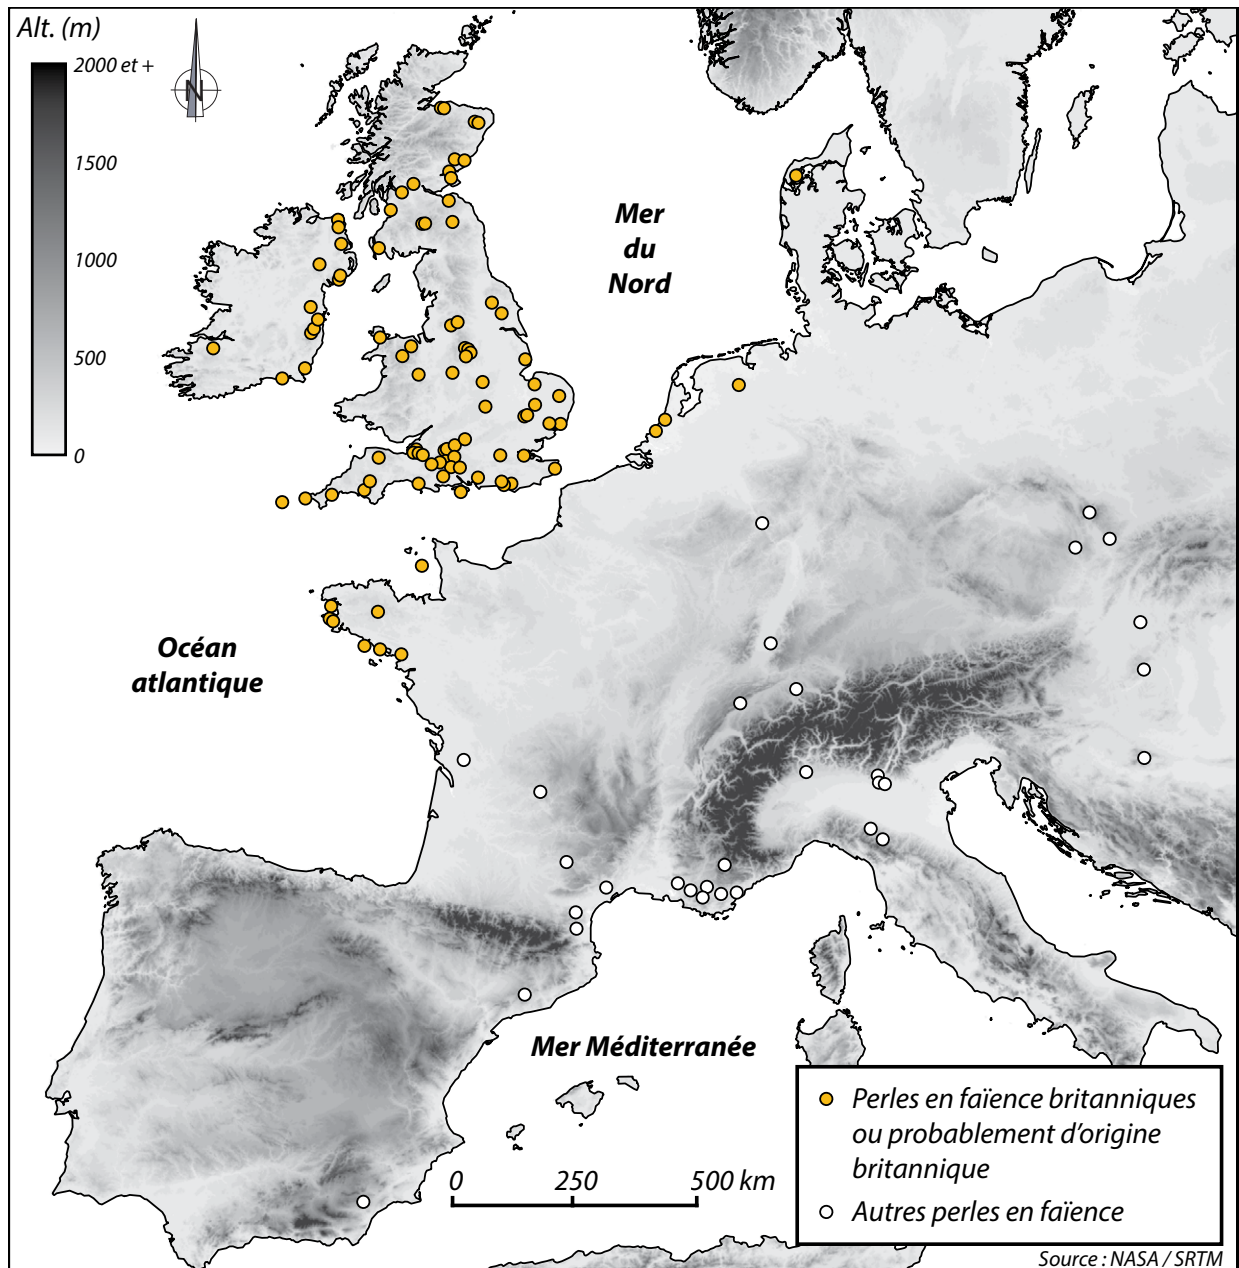 Alt. (m)
2000 et +
1500
1000
500
0
N
Mer
du
Nord
Océan
atlantique
Mer Méditerranée
0 250 500 km
Perles en faïence britanniques
ou probablement d'origine
britannique
Autres perles en faïence
Source : NASA / SRTM